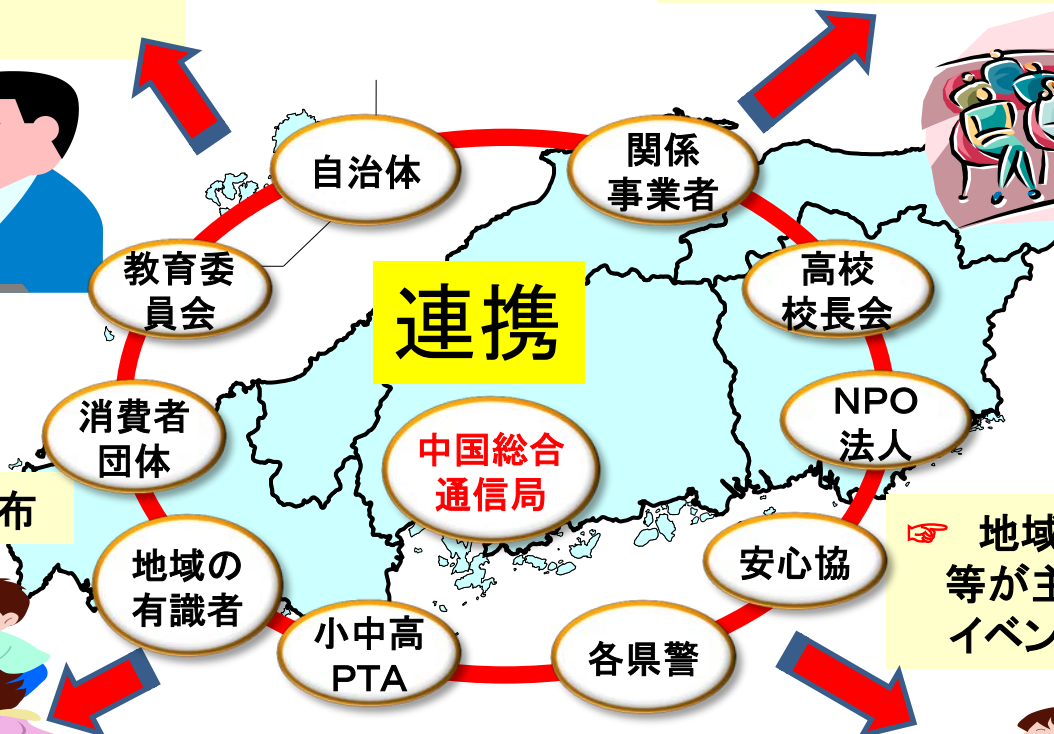 自治体
関係
事業者
教育委
員会
高校
校長会
連携
消費者
団体
NPO
法人
中国総合
通信局
布
☞ 地域
等が主
イベン
地域の
有識者
安心協
小中高
PTA
各県警